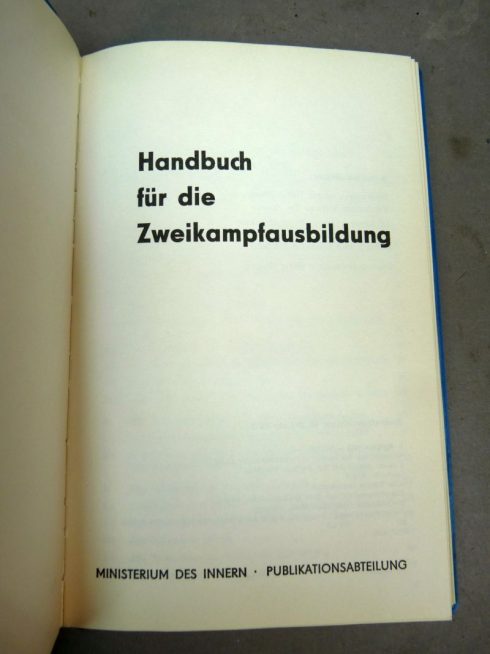 Handbuch
für die
Zweikampfausbildung
MINISTERIUM DES INNERN · PUBLIKATIONSABTEILUNG